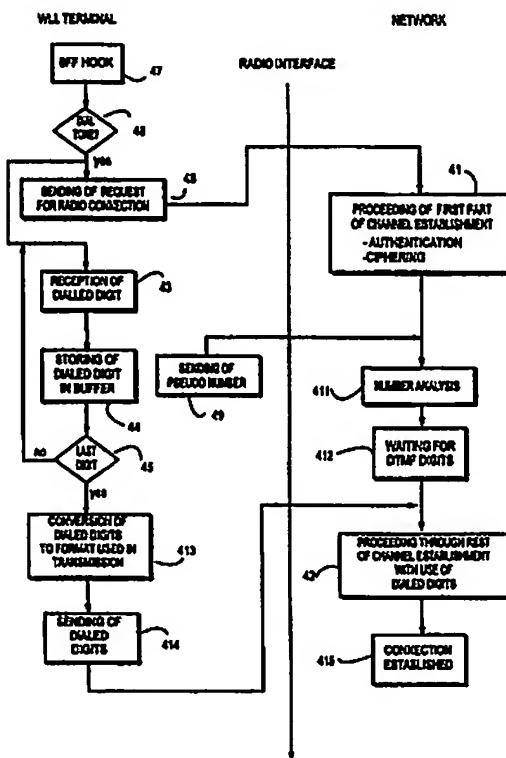 WLL TERMINAL
NETWORK
RADIO INTERFACE
OFF HOOK
47
DIAL
TONE?
48
yes
SENDING OF REQUEST
FOR RADIO CONNECTION
48
41
PROCEEDING OF FIRST PART
OF CHANNEL ESTABLISHMENT
- AUTHENTICATION
- CIPHERING
RECEPTION OF
DIALLED DIGIT
43
STORING OF
DIALED DIGIT
IN BUFFER
44
SENDING OF
PSEUDO NUMBER
49
NUMBER ANALYSIS
411
WAITING FOR
DTMF DIGITS
412
no
LAST
DIGIT
45
yes
CONVERSION OF
DIALED DIGITS
TO FORMAT USED IN
TRANSMISSION
413
PROCEEDING THROUGH REST
OF CHANNEL ESTABLISHMENT
WITH USE OF
DIALED DIGITS
42
SENDING OF
DIALED
DIGITS
414
CONNECTION
ESTABLISHED
415